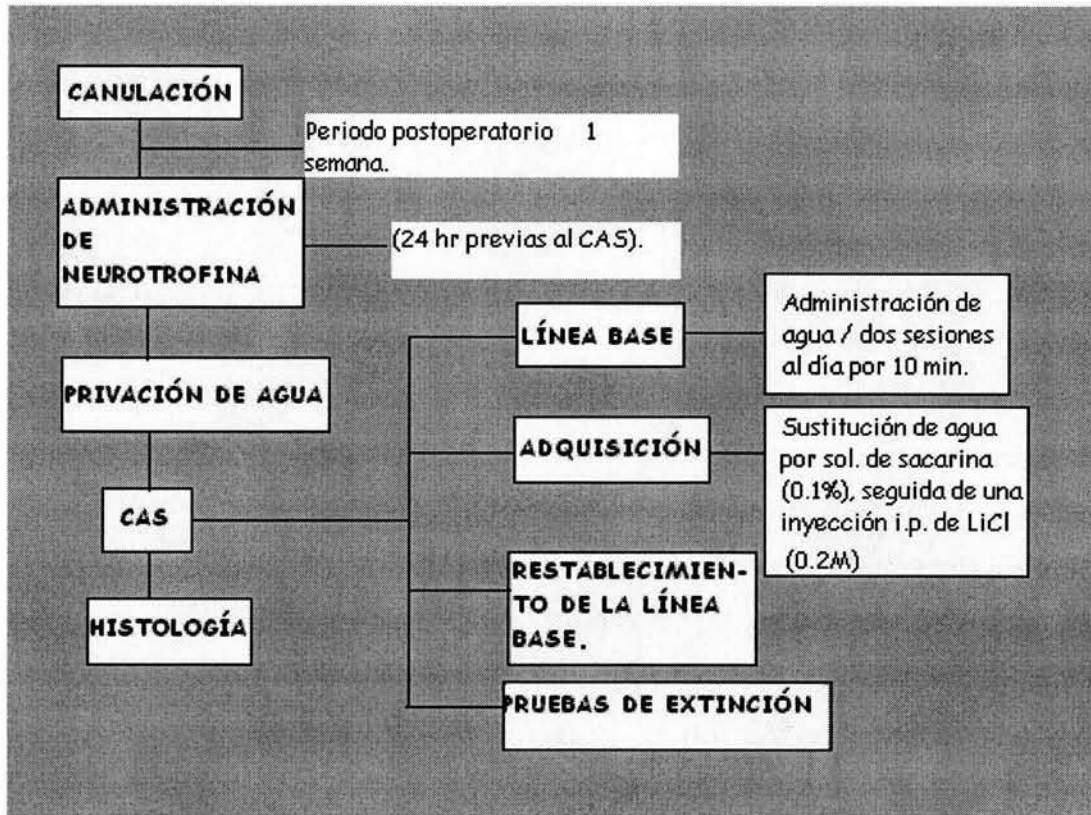 CANULACIÓN
Periodo postoperatorio 1
semana.
ADMINISTRACIÓN
DE
NEUROTROFINA
(24 hr previas al CAS).
PRIVACIÓN DE AGUA
CAS
HISTOLOGÍA
LÍNEA BASE
Administración de
agua / dos sesiones
al día por 10 min.
ADQUISICIÓN
Sustitución de agua
por sol. de sacarina
(0.1%), seguida de una
inyección i.p. de LiCl
(0.2M)
RESTABLECIMIEN-
TO DE LA LÍNEA
BASE.
PRUEBAS DE EXTINCIÓN